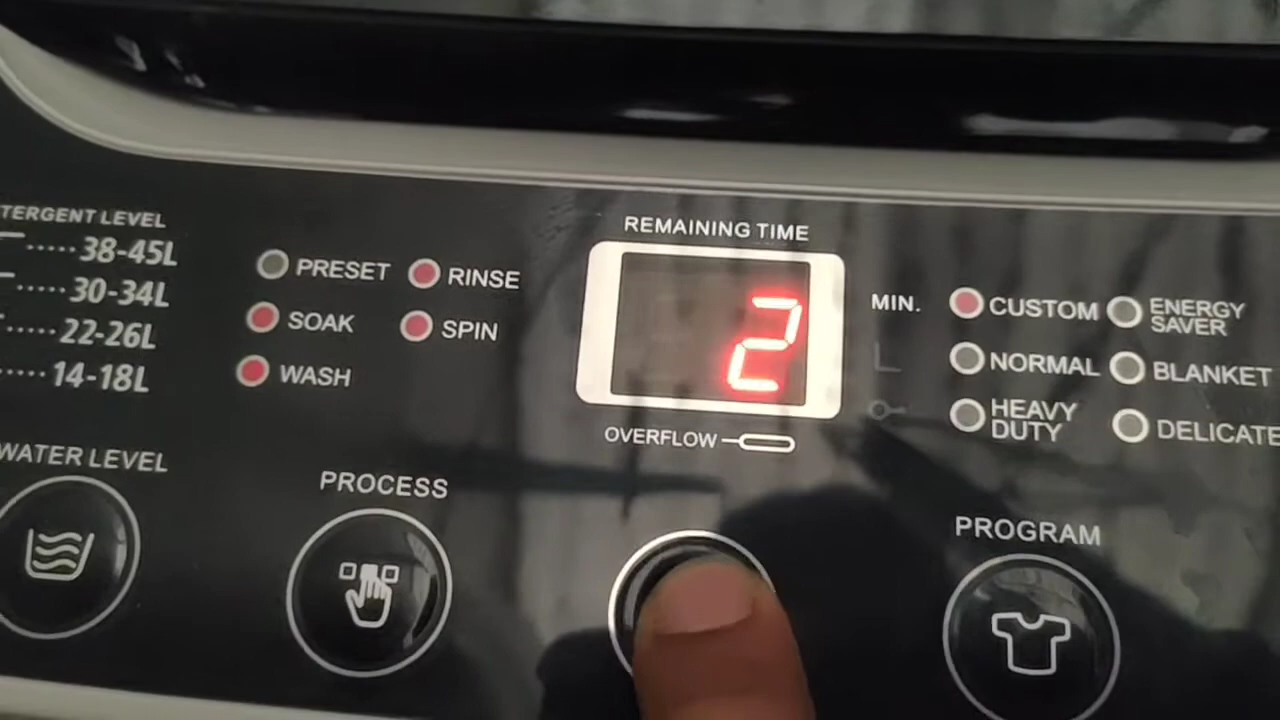 TERGENT LEVEL
38-45L
30-34L
22-26L
14-18L
WATER LEVEL
PRESET
SOAK
WASH
RINSE
SPIN
PROCESS
REMAINING TIME
2
MIN.
OVERFLOW
CUSTOM
NORMAL
HEAVY
DUTY
ENERGY
SAVER
BLANKET
DELICATE
PROGRAM